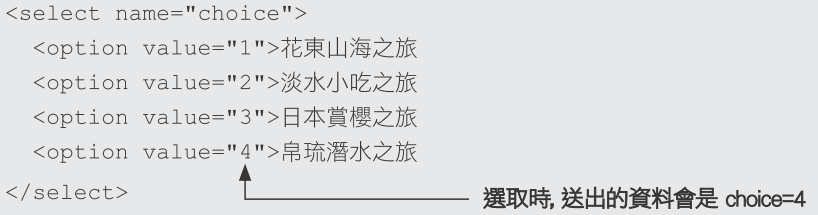 <select name="choice">
<option value="1">花東山海之旅
<option value="2">淡水小吃之旅
<option value="3">日本賞櫻之旅
<option value="4">帛琉潛水之旅
</select>
選取時, 送出的資料會是 choice=4